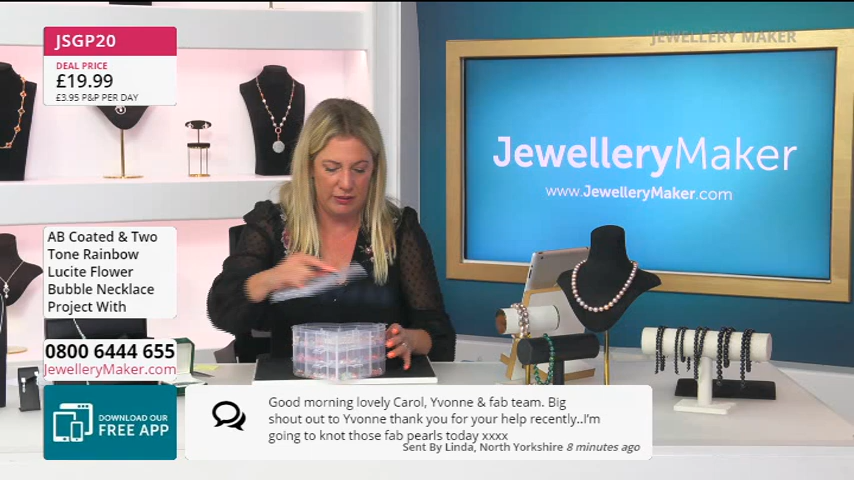 JSGP20
DEAL PRICE
£19.99
£3.95 P&P PER DAY
JEWELLERY MAKER
JewelleryMaker
www.JewelleryMaker.com
AB Coated & Two
Tone Rainbow
Lucite Flower
Bubble Necklace
Project With
0800 6444 655
JewelleryMaker.com
DOWNLOAD OUR
FREE APP
Good morning lovely Carol, Yvonne & fab team. Big
shout out to Yvonne thank you for your help recently..I'm
going to knot those fab pearls today xxxx
Sent By Linda, North Yorkshire 8 minutes ago